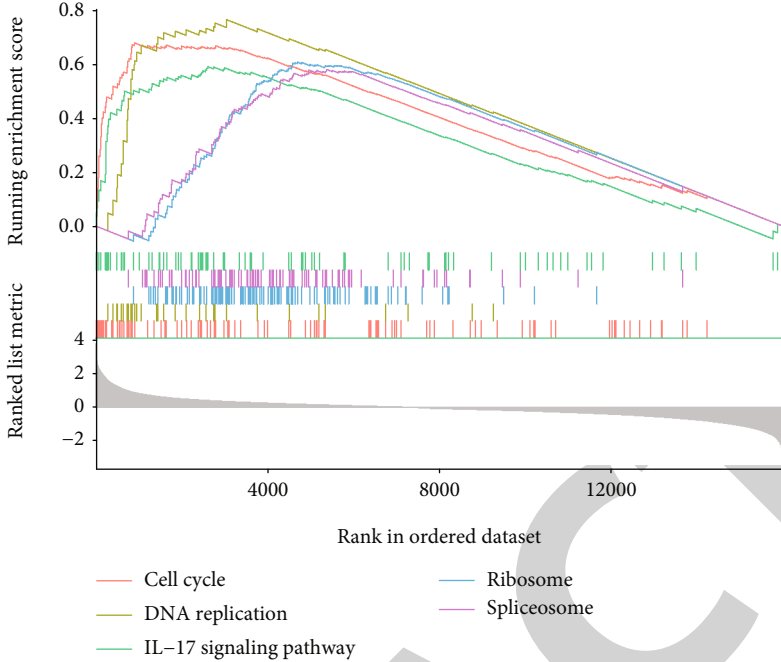 Running enrichment score
0.8
0.6
0.4
0.2
0.0
Ranked list metric
4
2
0
−2
4000 8000 12000
Rank in ordered dataset
Cell cycle
DNA replication
IL−17 signaling pathway
Ribosome
Spliceosome